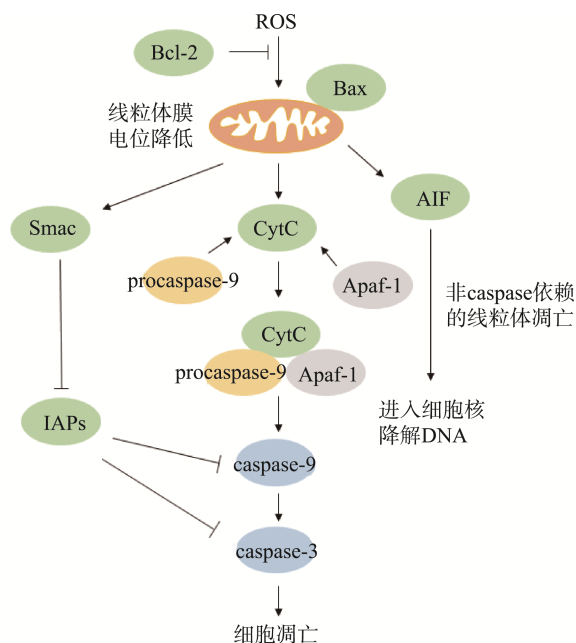 ROS
Bcl-2
Bax
线粒体膜
电位降低
Smac
CytC
AIF
procaspase-9
Apaf-1
非caspase依赖
的线粒体凋亡
CytC
procaspase-9
Apaf-1
进入细胞核
降解DNA
IAPs
caspase-9
caspase-3
细胞凋亡